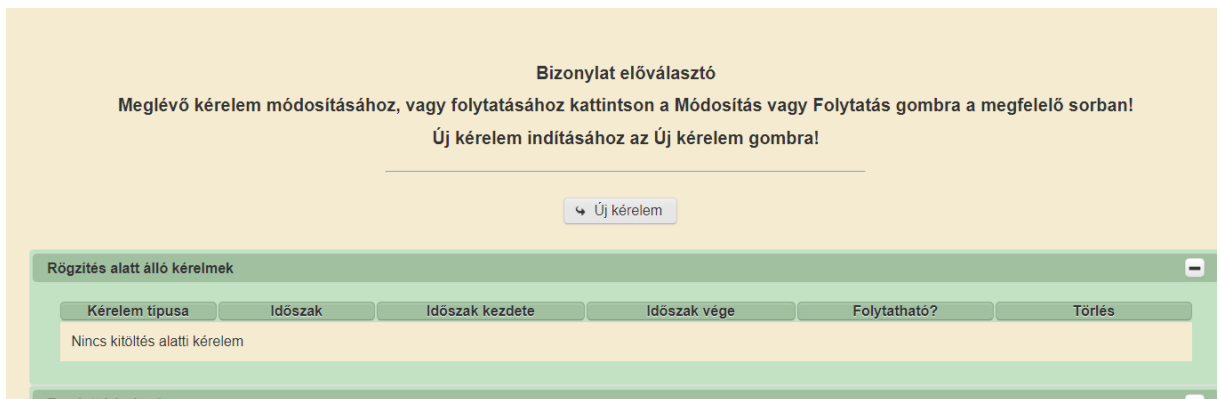 Bizonylat előválasztó
Meglévő kérelem módosításához, vagy folytatásához kattintson a Módosítás vagy Folytatás gombra a megfelelő sorban!
Új kérelem indításához az Új kérelem gombra!
Új kérelem
Rögzítés alatt álló kérelmek
Kérelem típusa Időszak Időszak kezdete Időszak vége Folytatható? Törlés
Nincs kitöltés alatti kérelem